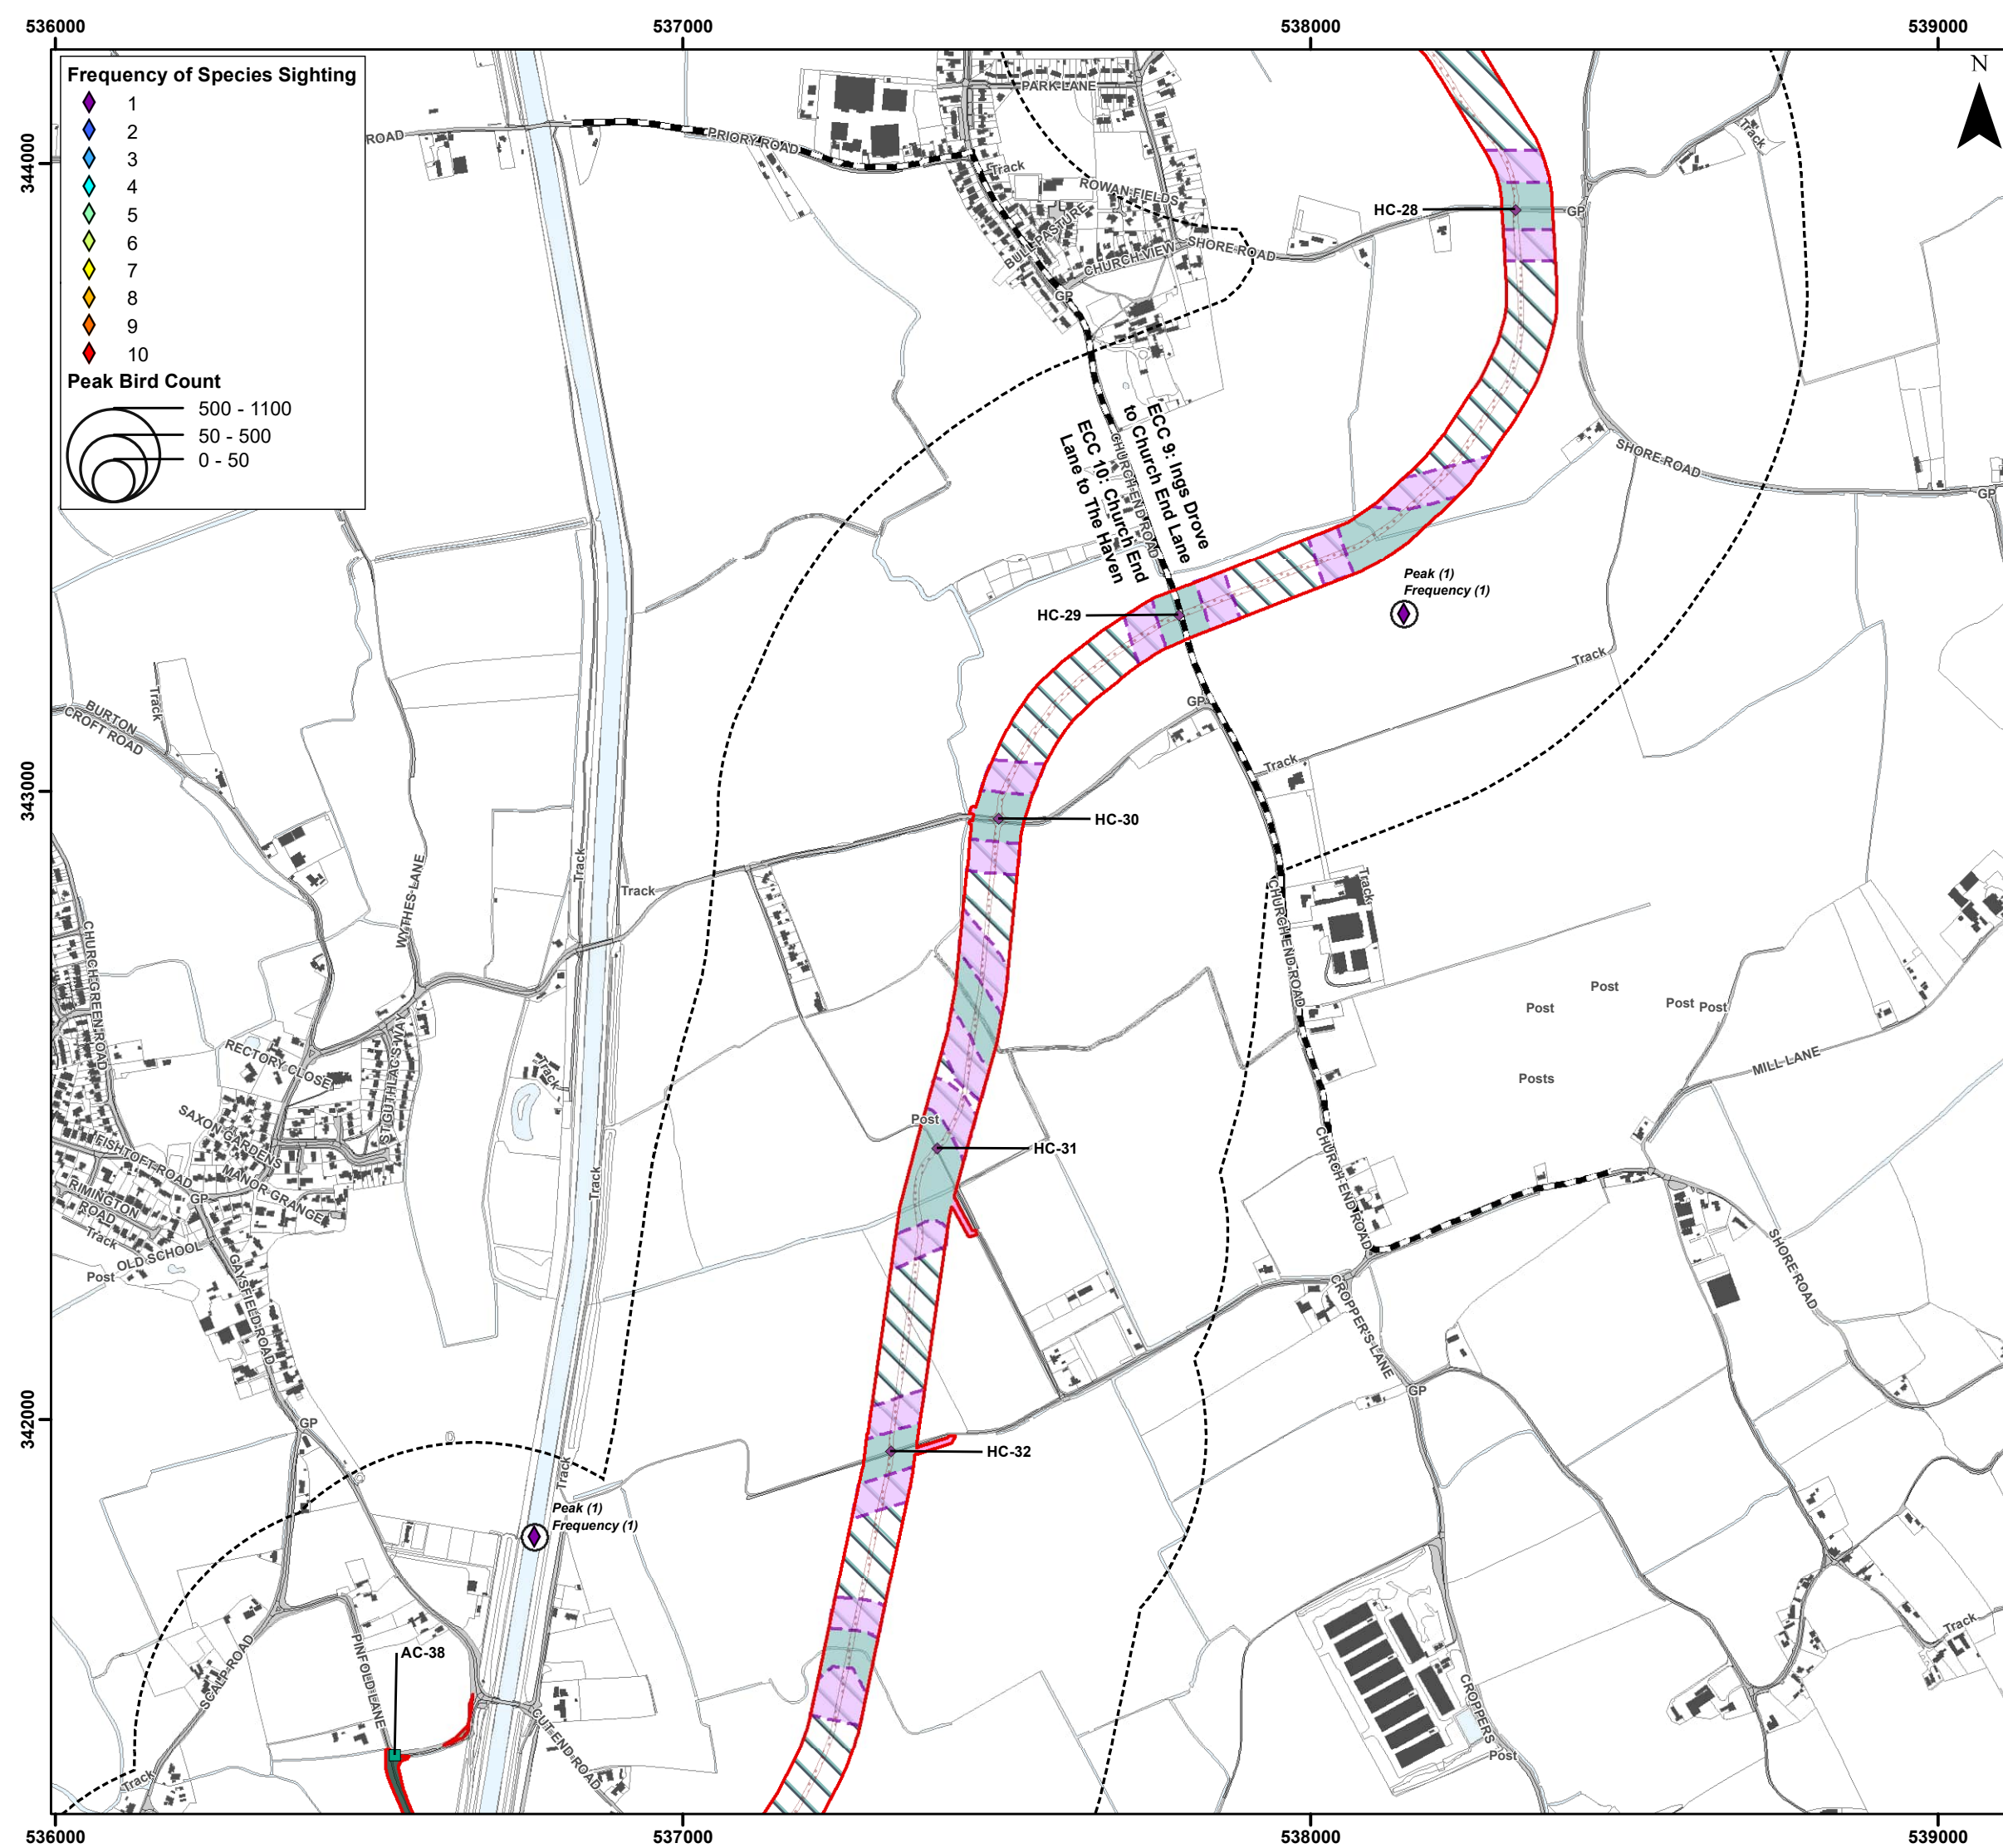 536000
537000
538000
539000
344000
343000
342000
Frequency of Species Sighting
1
2
3
4
5
6
7
8
9
10
Peak Bird Count
500 - 1100
50 - 500
0 - 50
N
ROAD
PRIORY ROAD
PARK LANE
Track
ROWAN FIELDS
BULL PASTURE
CHURCH VIEW
SHORE ROAD
GP
HC-28
GP
Track
SHORE ROAD
GP
ECC 9: Ings Drove
to Church End Lane
CHURCH END ROAD
ECC 10: Church End
Lane to The Haven
Peak (1)
Frequency (1)
HC-29
Track
GP
Track
BURTON
CROFT ROAD
Track
HC-30
Track
Track
WYTHES LANE
CHURCH GREEN ROAD
CHURCH END ROAD
Track
Post
Post
Post
Post
Posts
MILL LANE
RECTORY CLOSE
ST GUTHLAC'S WAY
Track
SAXON GARDENS
FISHTOFT ROAD
MANOR GRANGE
RIMINGTON
ROAD
GP
Track
OLD SCHOOL
Post
GAYSFIELD ROAD
Track
Post
HC-31
CHURCH END ROAD
CROPPER'S LANE
SHORE ROAD
GP
GP
HC-32
Track
Peak (1)
Frequency (1)
SCALP ROAD
PINFOLD LANE
AC-38
CUT END ROAD
Track
CROPPERS
Post
Track
536000
537000
538000
539000